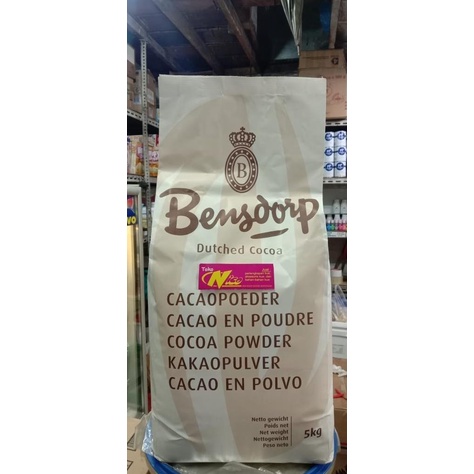 B
Bensdorp
Dutched Cocoa
Toko
CACAOPOEDER
CACAO EN POUDRE
COCOA POWDER
KAKAOPULVER
CACAO EN POLVO
Netto gewicht
Poids net
Net weight
Nettogewicht
Peso neto
5kg